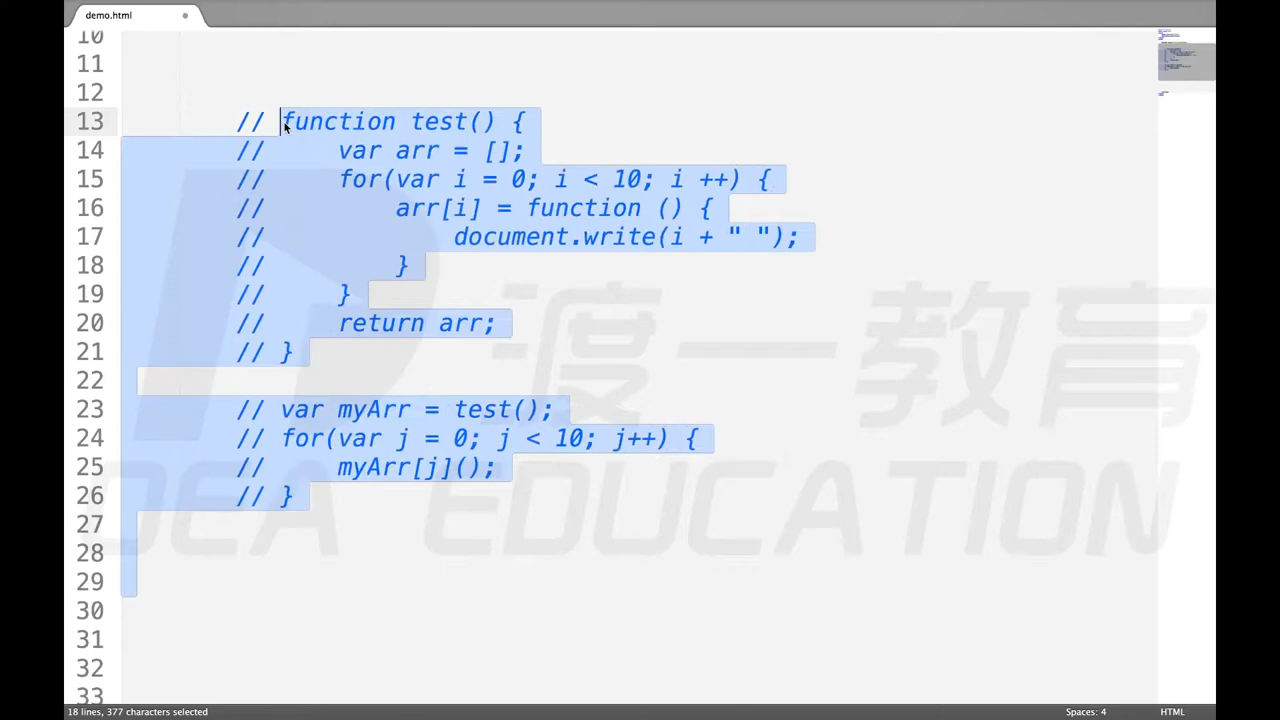 demo.html
10
11
12
13 // function test() {
14 // var arr = [];
15 // for(var i = 0; i < 10; i ++) {
16 // arr[i] = function () {
17 // document.write(i + " ");
18 // }
19 // }
20 // return arr;
21 // }
22
23 // var myArr = test();
24 // for(var j = 0; j < 10; j++) {
25 // myArr[j]();
26 // }
27
28
29
30
31
32
33
渡一教育
EDUCATION
18 lines, 377 characters selected
Spaces: 4
HTML